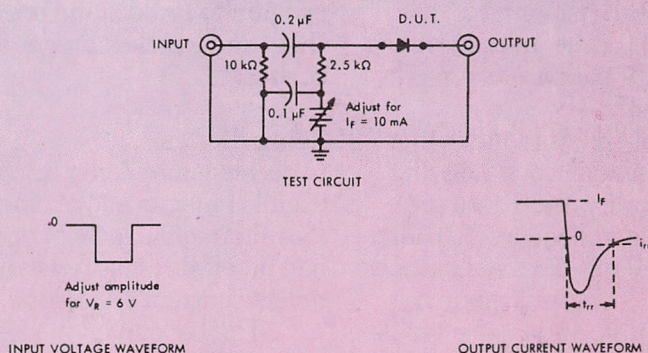 0.2 μF
D.U.T.
INPUT
OUTPUT
10 kΩ
2.5 kΩ
0.1 μF
Adjust for
IF = 10 mA
TEST CIRCUIT
0
Adjust amplitude
for VR = 6 V
IF
0
trr
INPUT VOLTAGE WAVEFORM
OUTPUT CURRENT WAVEFORM